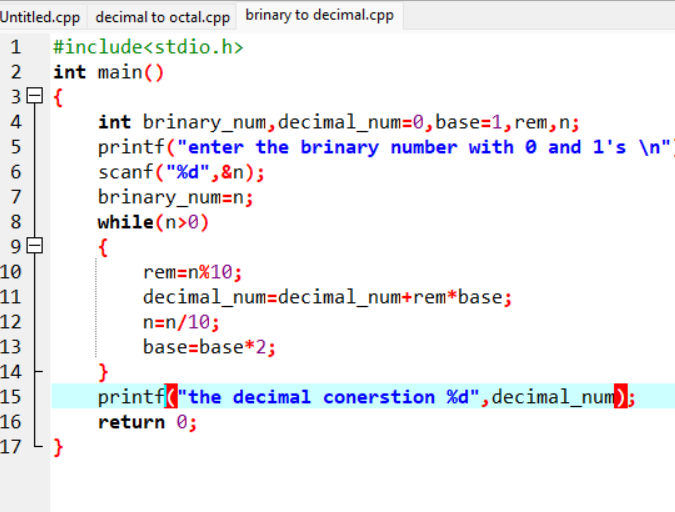 Untitled.cpp decimal to octal.cpp brinary to decimal.cpp
1 #include<stdio.h>
2 int main()
3 {
4 int brinary_num,decimal_num=0,base=1,rem,n;
5 printf("enter the brinary number with 0 and 1's \n")
6 scanf("%d",&n);
7 brinary_num=n;
8 while(n>0)
9 {
10 rem=n%10;
11 decimal_num=decimal_num+rem*base;
12 n=n/10;
13 base=base*2;
14 }
15 printf("the decimal conerstion %d",decimal_num);
16 return 0;
17 }